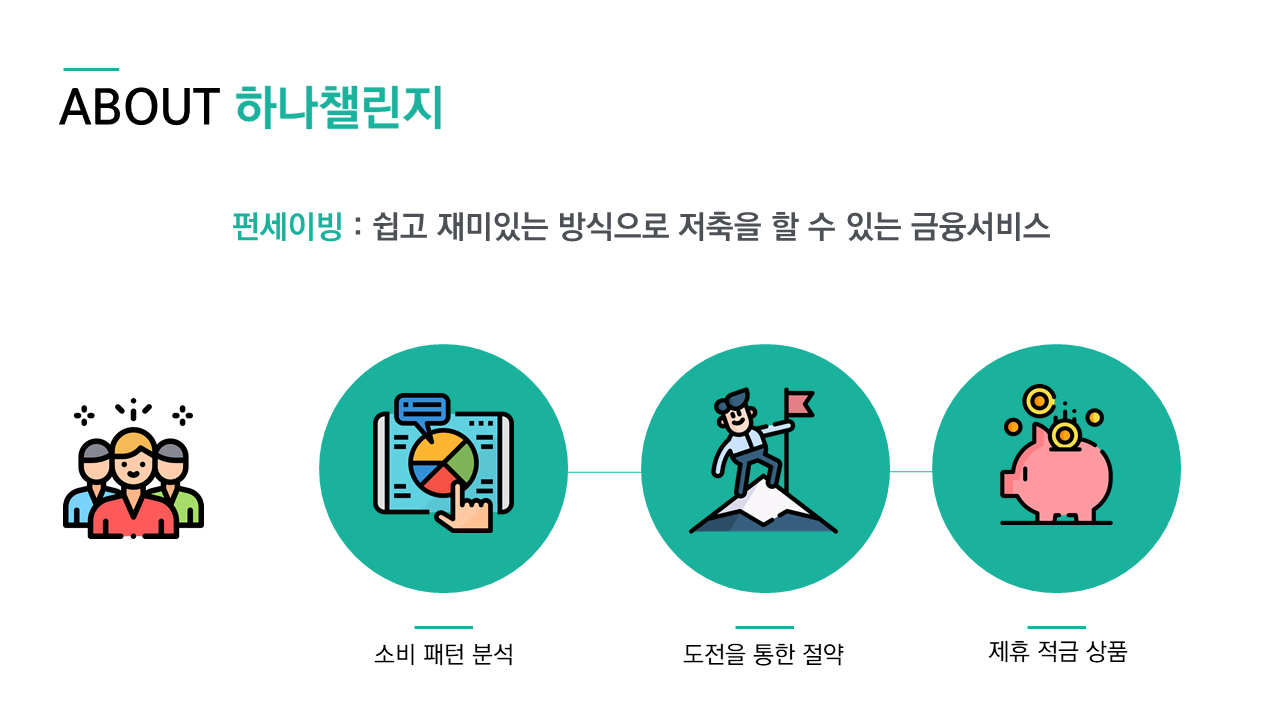 ABOUT 하나챌린지
펀세이빙 : 쉽고 재미있는 방식으로 저축을 할 수 있는 금융서비스
소비 패턴 분석
도전을 통한 절약
제휴 적금 상품